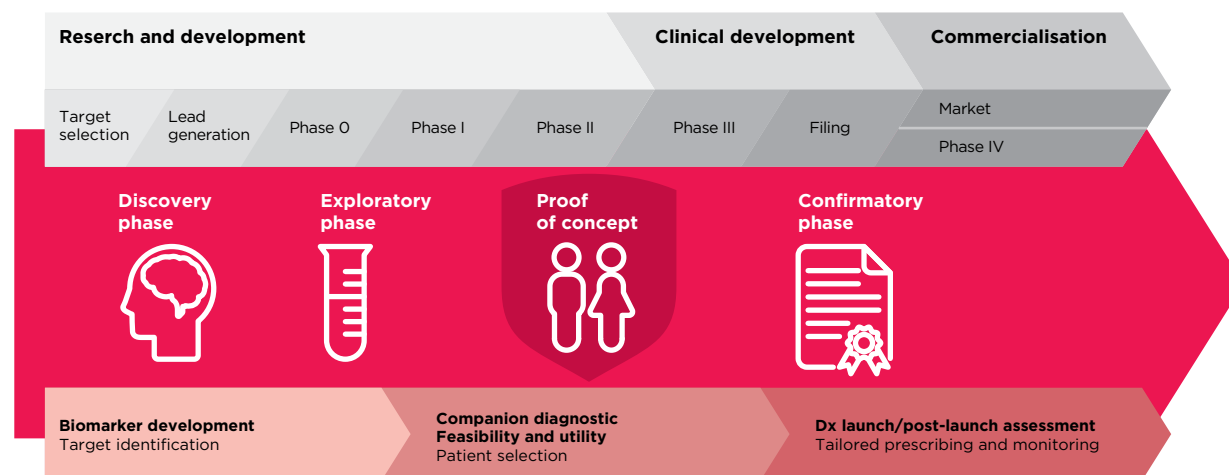 Reserch and development
Clinical development
Commercialisation
Target
selection
Lead
generation
Phase 0
Phase I
Phase II
Phase III
Filing
Market
Phase IV
Discovery
phase
Exploratory
phase
Proof
of concept
Confirmatory
phase
Biomarker development
Target identification
Companion diagnostic
Feasibility and utility
Patient selection
Dx launch/post-launch assessment
Tailored prescribing and monitoring